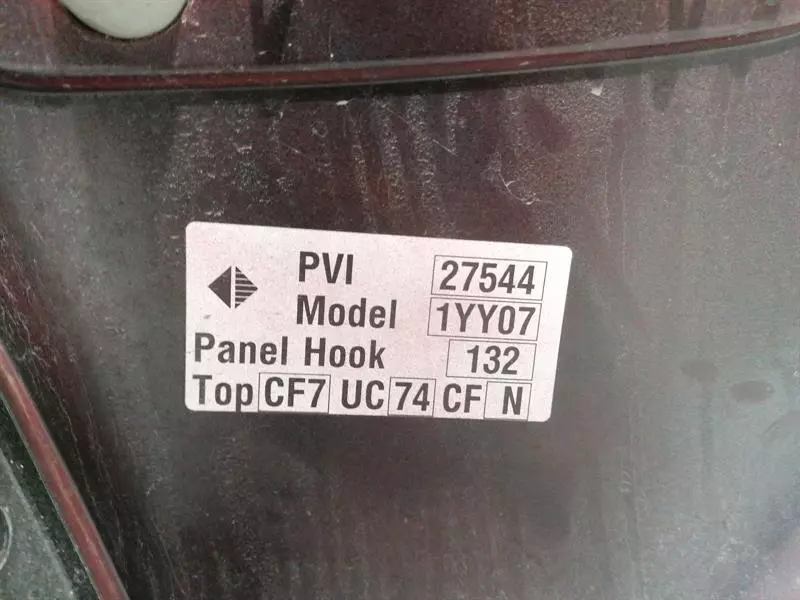 PVI 27544
Model 1YY07
Panel Hook 132
Top CF7 UC 74 CF N